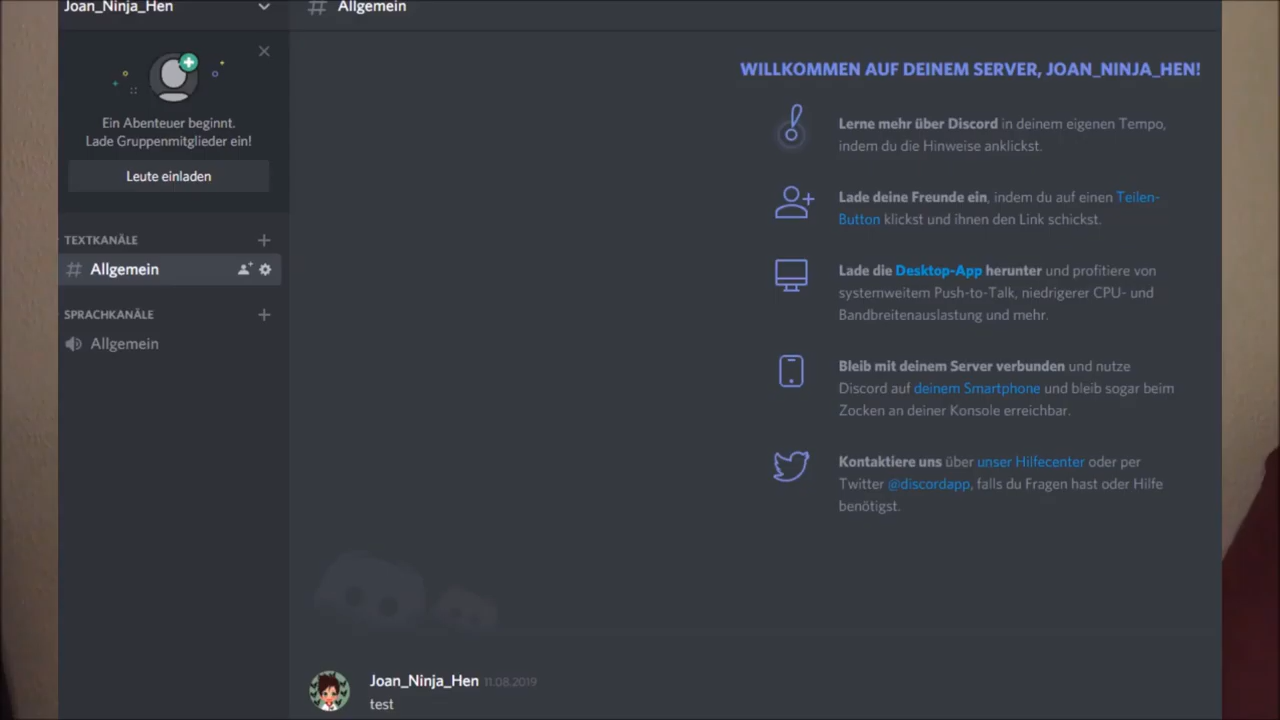 Joan_Ninja_Hen
Allgemein
Ein Abenteuer beginnt.
Lade Gruppenmitglieder ein!
Leute einladen
TEXTKANÄLE
Allgemein
SPRACHKANÄLE
Allgemein
WILLKOMMEN AUF DEINEM SERVER, JOAN_NINJA_HEN!
Lerne mehr über Discord in deinem eigenen Tempo,
indem du die Hinweise anklickst.
Lade deine Freunde ein, indem du auf einen Teilen-
Button klickst und ihnen den Link schickst.
Lade die Desktop-App herunter und profitiere von
systemweitem Push-to-Talk, niedrigerer CPU- und
Bandbreitenauslastung und mehr.
Bleib mit deinem Server verbunden und nutze
Discord auf deinem Smartphone und bleib sogar beim
Zocken an deiner Konsole erreichbar.
Kontaktiere uns über unser Hilfecenter oder per
Twitter @discordapp, falls du Fragen hast oder Hilfe
benötigst.
Joan_Ninja_Hen 11.08.2019
test